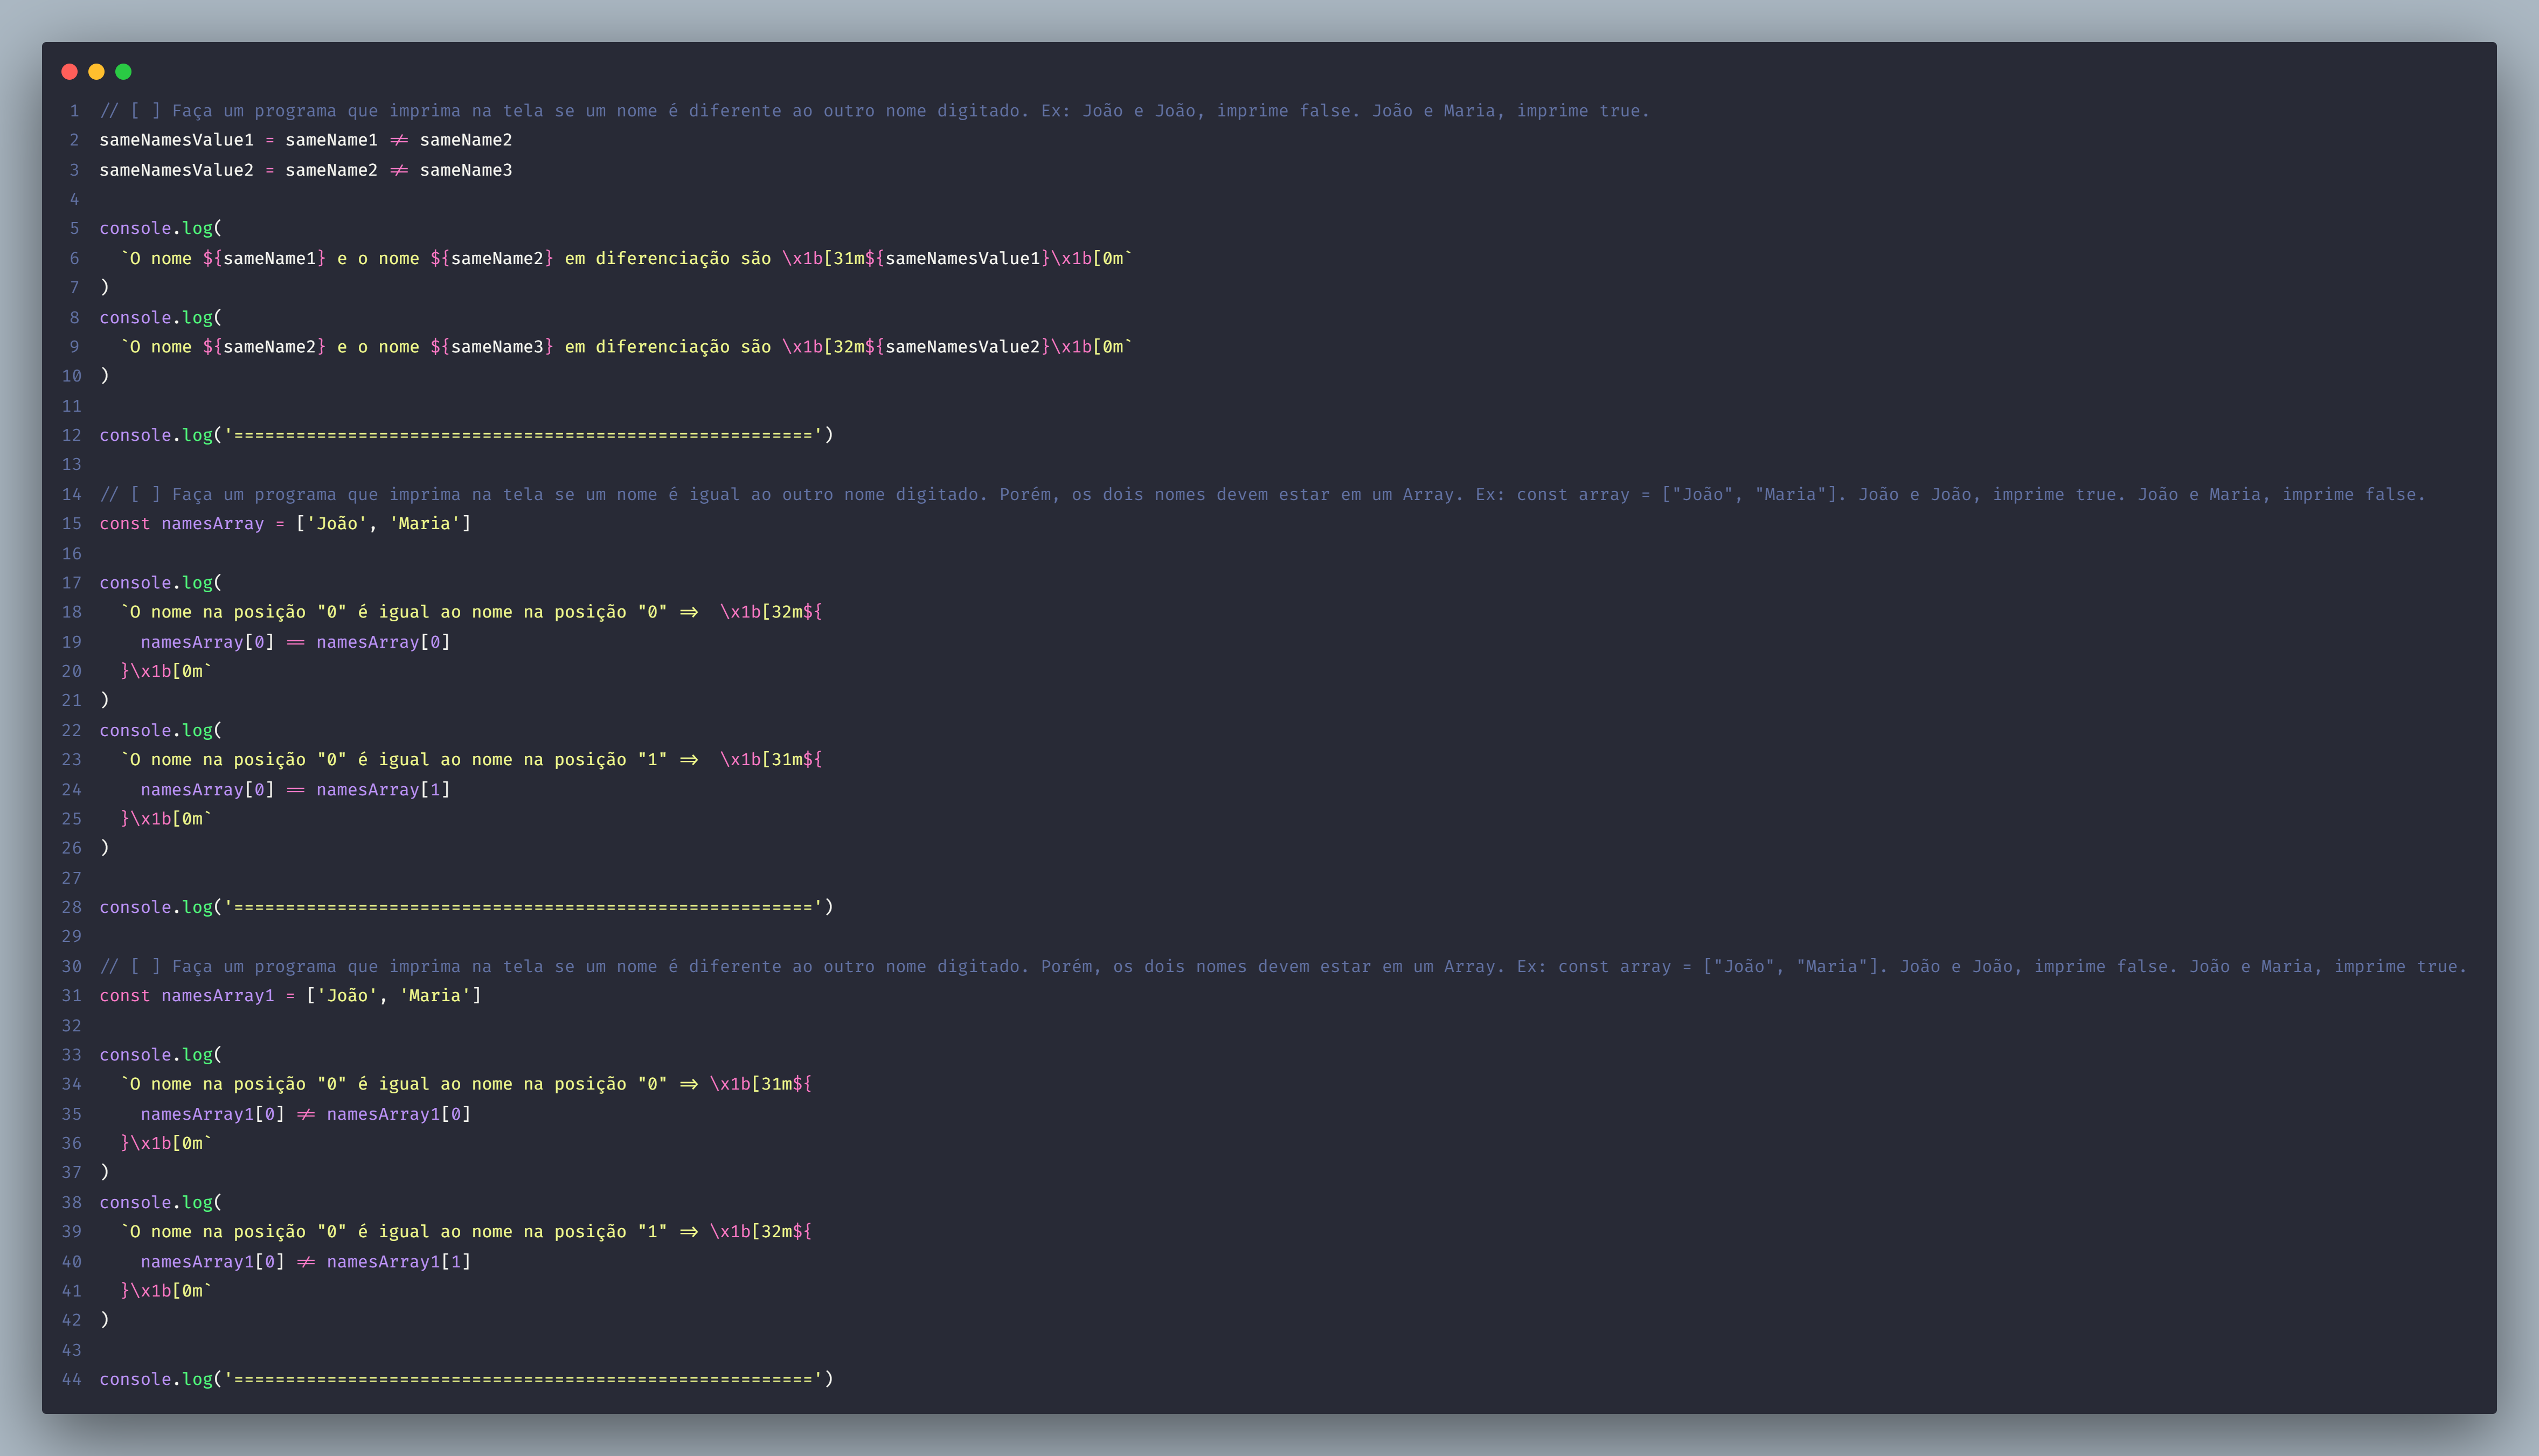 1 // [ ] Faça um programa que imprima na tela se um nome é diferente ao outro nome digitado. Ex: João e João, imprime false. João e Maria, imprime true.
2 sameNamesValue1 = sameName1 != sameName2
3 sameNamesValue2 = sameName2 != sameName3
4
5 console.log(
6   `O nome ${sameName1} e o nome ${sameName2} em diferenciação são \x1b[31m${sameNamesValue1}\x1b[0m`
7 )
8 console.log(
9   `O nome ${sameName2} e o nome ${sameName3} em diferenciação são \x1b[32m${sameNamesValue2}\x1b[0m`
10 )
11
12 console.log('========================================================')
13
14 // [ ] Faça um programa que imprima na tela se um nome é igual ao outro nome digitado. Porém, os dois nomes devem estar em um Array. Ex: const array = ["João", "Maria"]. João e João, imprime true. João e Maria, imprime false.
15 const namesArray = ['João', 'Maria']
16
17 console.log(
18   `O nome na posição "0" é igual ao nome na posição "0" =>  \x1b[32m${
19     namesArray[0] == namesArray[0]
20   }\x1b[0m`
21 )
22 console.log(
23   `O nome na posição "0" é igual ao nome na posição "1" =>  \x1b[31m${
24     namesArray[0] == namesArray[1]
25   }\x1b[0m`
26 )
27
28 console.log('========================================================')
29
30 // [ ] Faça um programa que imprima na tela se um nome é diferente ao outro nome digitado. Porém, os dois nomes devem estar em um Array. Ex: const array = ["João", "Maria"]. João e João, imprime false. João e Maria, imprime true.
31 const namesArray1 = ['João', 'Maria']
32
33 console.log(
34   `O nome na posição "0" é igual ao nome na posição "0" => \x1b[31m${
35     namesArray1[0] != namesArray1[0]
36   }\x1b[0m`
37 )
38 console.log(
39   `O nome na posição "0" é igual ao nome na posição "1" => \x1b[32m${
40     namesArray1[0] != namesArray1[1]
41   }\x1b[0m`
42 )
43
44 console.log('========================================================')